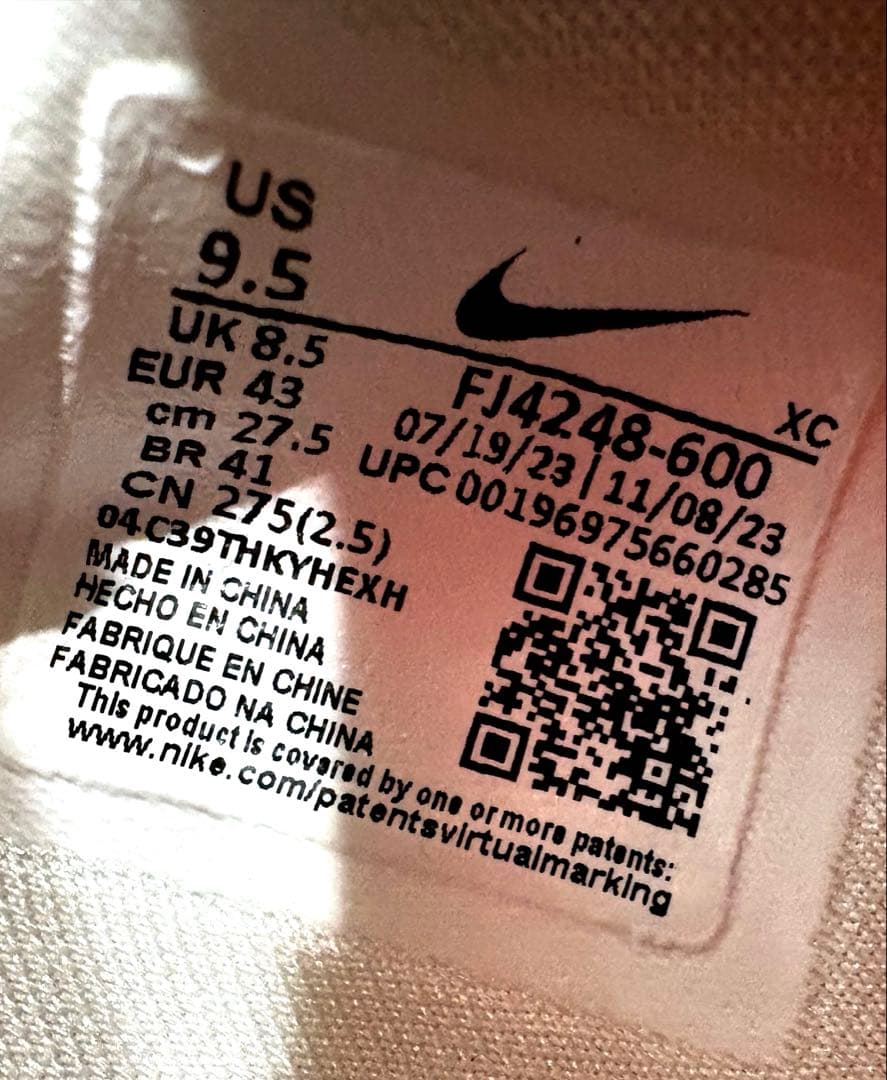 US
9.5
UK 8.5
EUR 43
cm 27.5
BR 41
CN 275(2.5)
04C39THKYHEXH
MADE IN CHINA
HECHO EN CHINA
FABRIQUE EN CHINE
FABRICADO NA CHINA
This product is covered by one or more patents:
www.nike.com/patentsvirtualmarking
XC
FJ4248-600
07/19/23 | 11/08/23
UPC 00196975660285